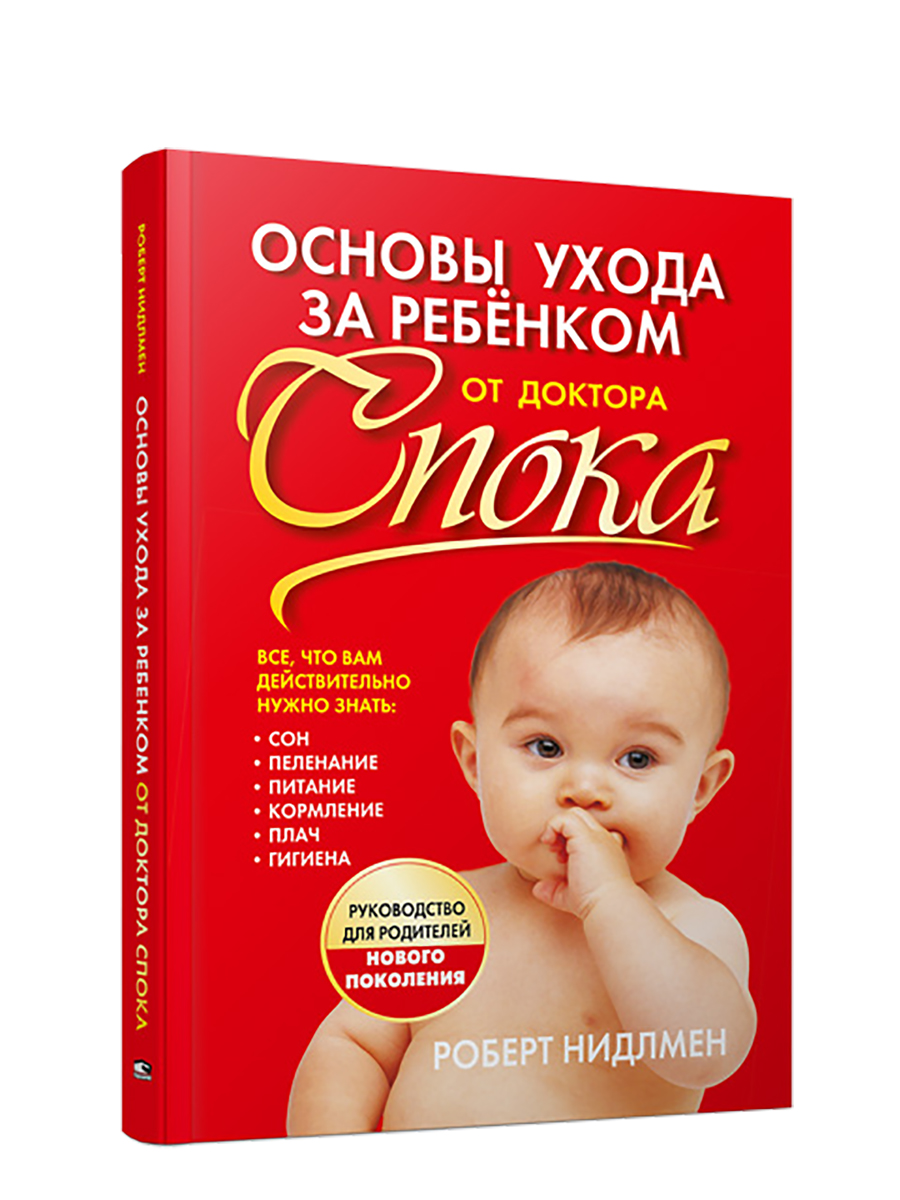 ОСНОВЫ УХОДА
ЗА РЕБЁНКОМ
ОТ ДОКТОРА
Спока
ВСЕ, ЧТО ВАМ
ДЕЙСТВИТЕЛЬНО
НУЖНО ЗНАТЬ:
• СОН
• ПЕЛЕНАНИЕ
• ПИТАНИЕ
• КОРМЛЕНИЕ
• ПЛАЧ
• ГИГИЕНА
РУКОВОДСТВО
ДЛЯ РОДИТЕЛЕЙ
НОВОГО
ПОКОЛЕНИЯ
РОБЕРТ НИДЛМЕН
РОБЕРТ НИДЛМЕН ОСНОВЫ УХОДА ЗА РЕБЕНКОМ ОТ ДОКТОРА СПОКА